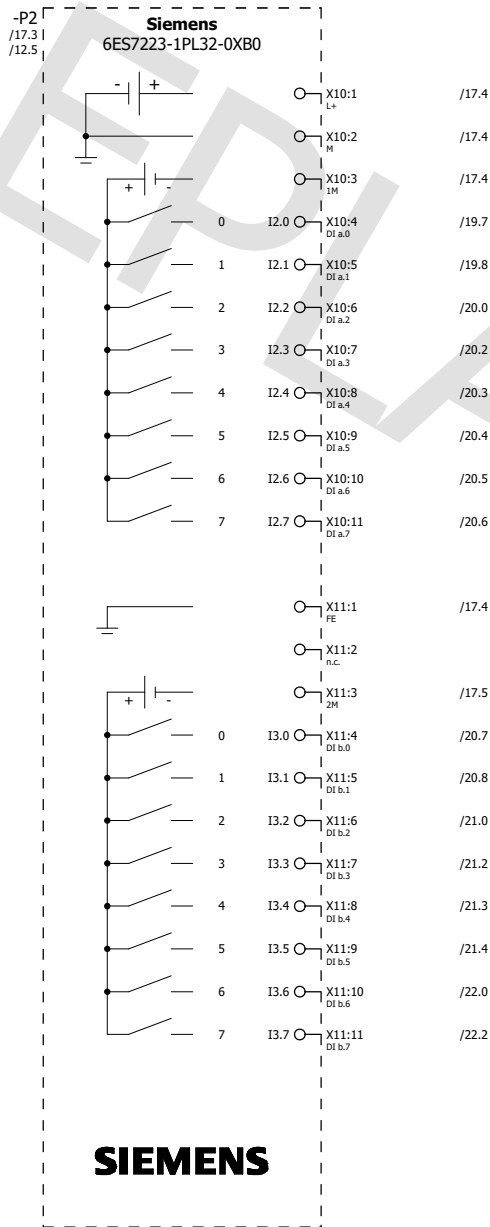 -P2
/17.3
/12.5
Siemens
6ES7223-1PL32-0XB0
- + X10:1 /17.4
L+
X10:2 /17.4
M
+ - X10:3 /17.4
1M
0 I2.0 X10:4 /19.7
DI a.0
1 I2.1 X10:5 /19.8
DI a.1
2 I2.2 X10:6 /20.0
DI a.2
3 I2.3 X10:7 /20.2
DI a.3
4 I2.4 X10:8 /20.3
DI a.4
5 I2.5 X10:9 /20.4
DI a.5
6 I2.6 X10:10 /20.5
DI a.6
7 I2.7 X10:11 /20.6
DI a.7
X11:1 /17.4
FE
X11:2
n.c.
+ - X11:3 /17.5
2M
0 I3.0 X11:4 /20.7
DI b.0
1 I3.1 X11:5 /20.8
DI b.1
2 I3.2 X11:6 /21.0
DI b.2
3 I3.3 X11:7 /21.2
DI b.3
4 I3.4 X11:8 /21.3
DI b.4
5 I3.5 X11:9 /21.4
DI b.5
6 I3.6 X11:10 /22.0
DI b.6
7 I3.7 X11:11 /22.2
DI b.7
SIEMENS
EPLA